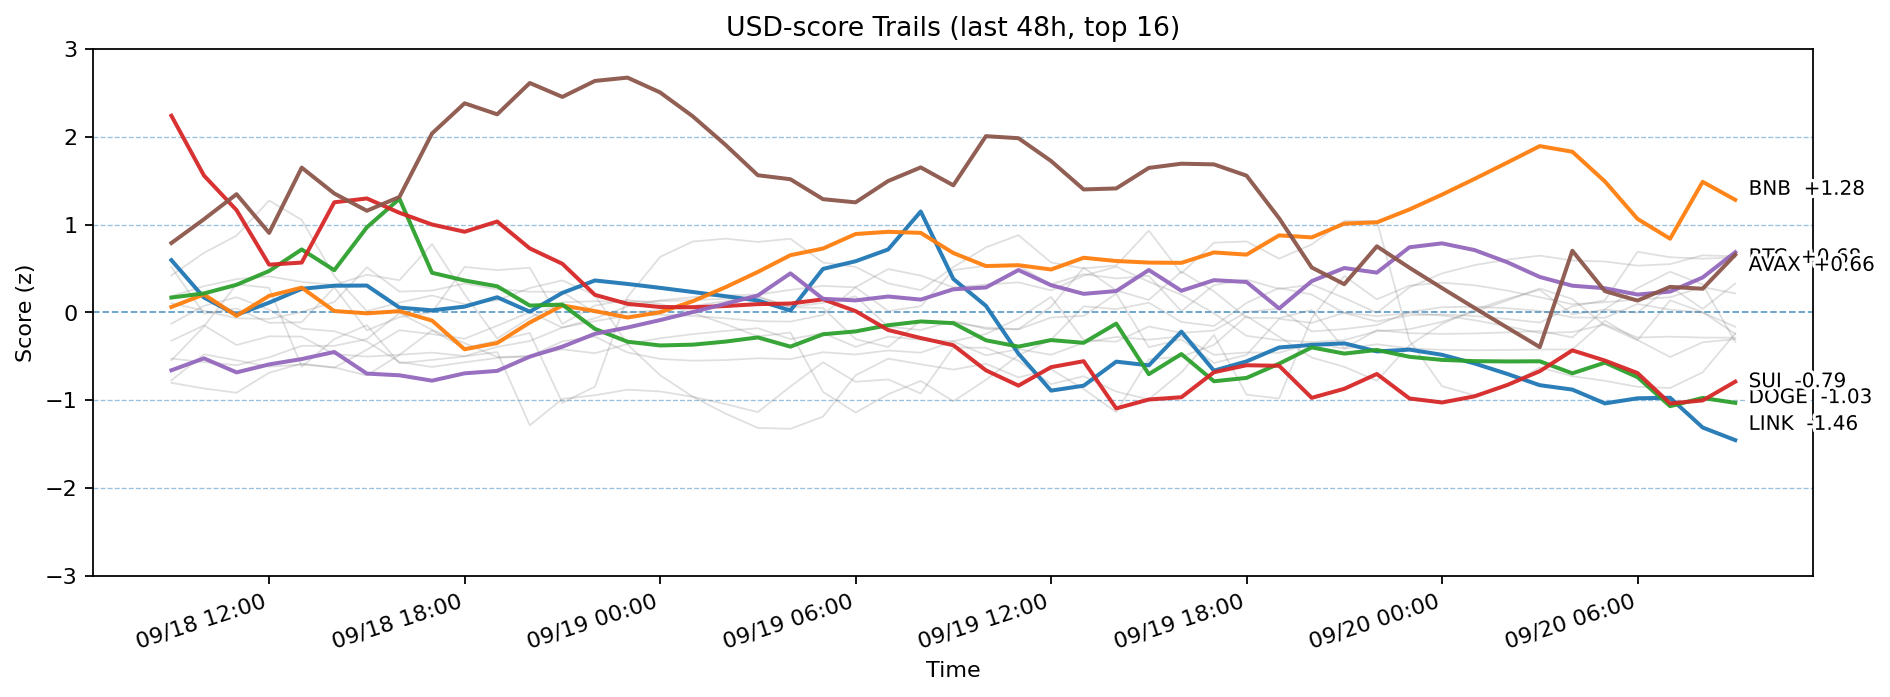 USD-score Trails (last 48h, top 16)
3
2
1
0
−1
−2
−3
Score (z)
BNB +1.28
AVAX +0.66
SUI -0.79
DOGE -1.03
LINK -1.46
09/18 12:00
09/18 18:00
09/19 00:00
09/19 06:00
09/19 12:00
09/19 18:00
09/20 00:00
09/20 06:00
Time